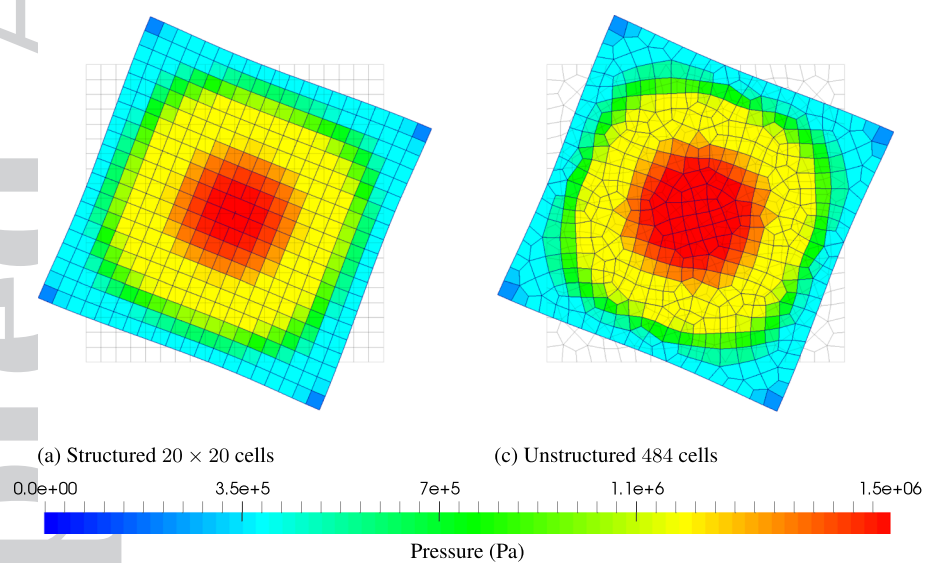 (a) Structured 20 × 20 cells
(c) Unstructured 484 cells
0.0e+00 3.5e+5 7e+5 1.1e+6 1.5e+06
Pressure (Pa)